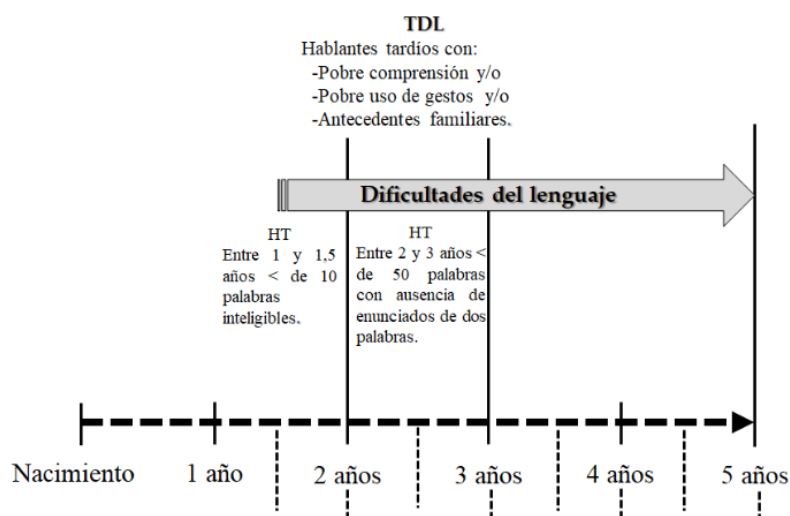 TDL
Hablantes tardíos con:
-Pobre comprensión y/o
-Pobre uso de gestos y/o
-Antecedentes familiares.
Dificultades del lenguaje
HT
Entre 1 y 1,5
años < de 10
palabras
inteligibles.
HT
Entre 2 y 3 años <
de 50 palabras
con ausencia de
enunciados de dos
palabras.
Nacimiento
1 año
2 años
3 años
4 años
5 años